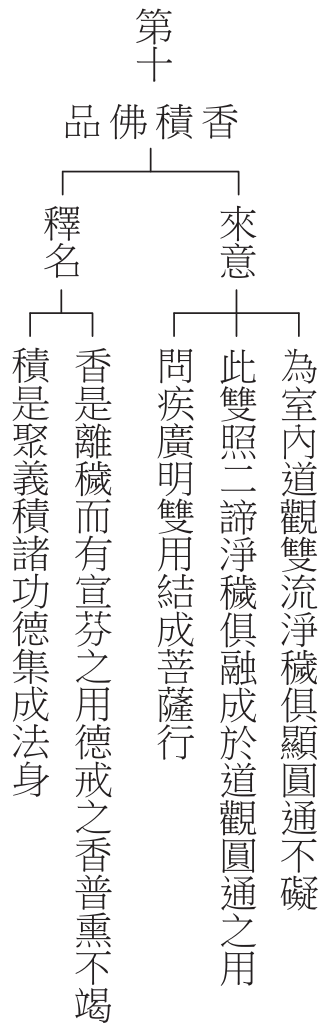 第十
香積佛品
來意
為室內道觀雙流淨穢俱顯圓通不礙
此雙照二諦淨穢俱融成於道觀圓通之用
問疾廣明雙用結成菩薩行
釋名
香是離穢而有宣芬之用德戒之香普熏不竭
積是聚義積諸功德集成法身